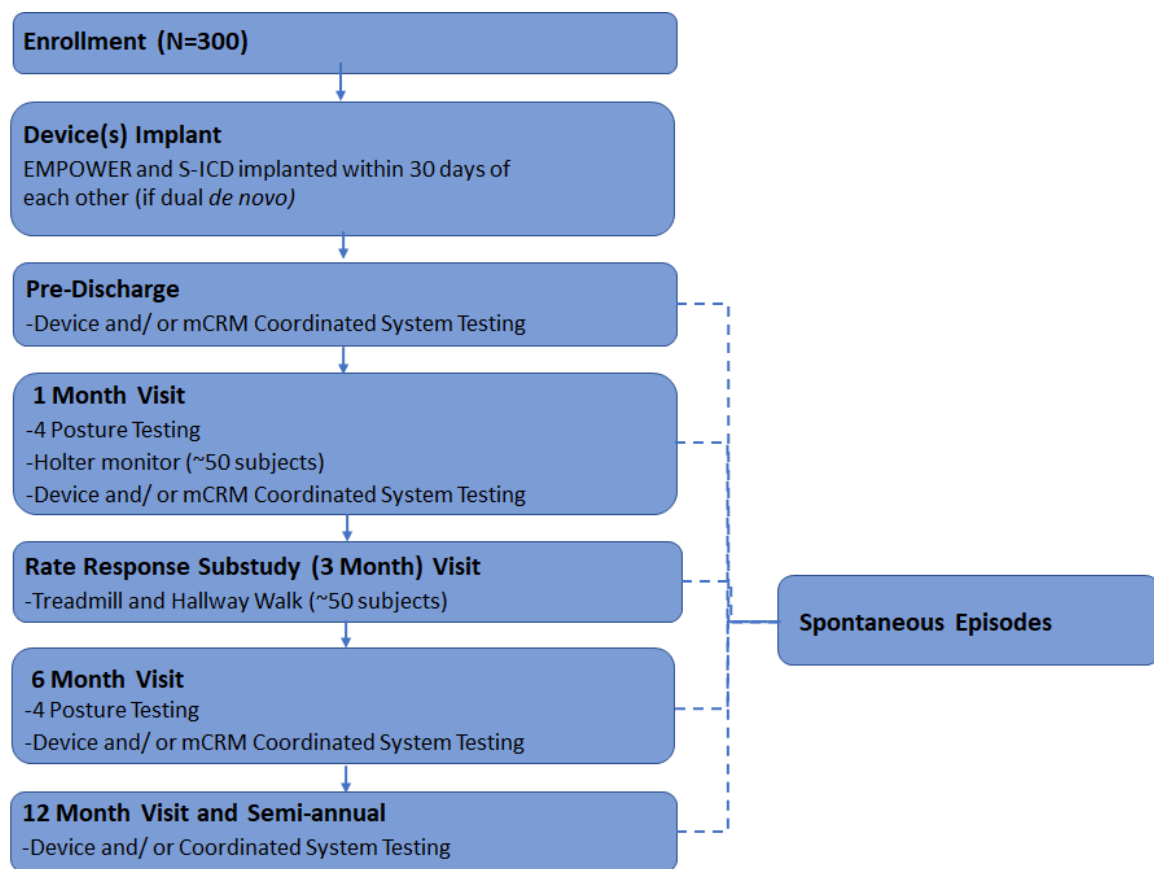 Enrollment (N=300)
Device(s) Implant
EMPOWER and S-ICD implanted within 30 days of
each other (if dual de novo)
Pre-Discharge
-Device and/ or mCRM Coordinated System Testing
1 Month Visit
-4 Posture Testing
-Holter monitor (~50 subjects)
-Device and/ or mCRM Coordinated System Testing
Rate Response Substudy (3 Month) Visit
-Treadmill and Hallway Walk (~50 subjects)
Spontaneous Episodes
6 Month Visit
-4 Posture Testing
-Device and/ or mCRM Coordinated System Testing
12 Month Visit and Semi-annual
-Device and/ or Coordinated System Testing